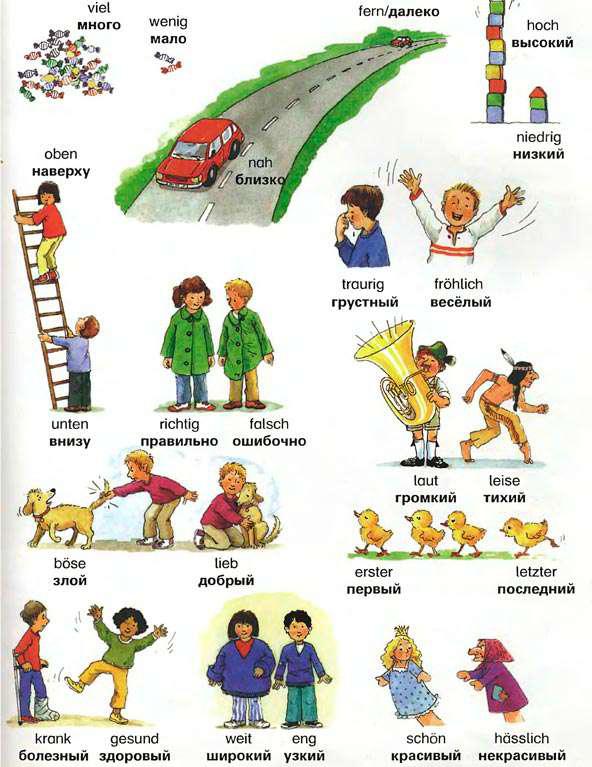 viel
много
wenig
мало
fern/далеко
hoch
высокий
niedrig
низкий
nah
близко
oben
наверху
traurig
грустный
fröhlich
весёлый
unten
внизу
richtig
правильно
falsch
ошибочно
laut
громкий
leise
тихий
böse
злой
lieb
добрый
erster
первый
letzter
последний
krank
болезный
gesund
здоровый
weit
широкий
eng
узкий
schön
красивый
hässlich
некрасивый